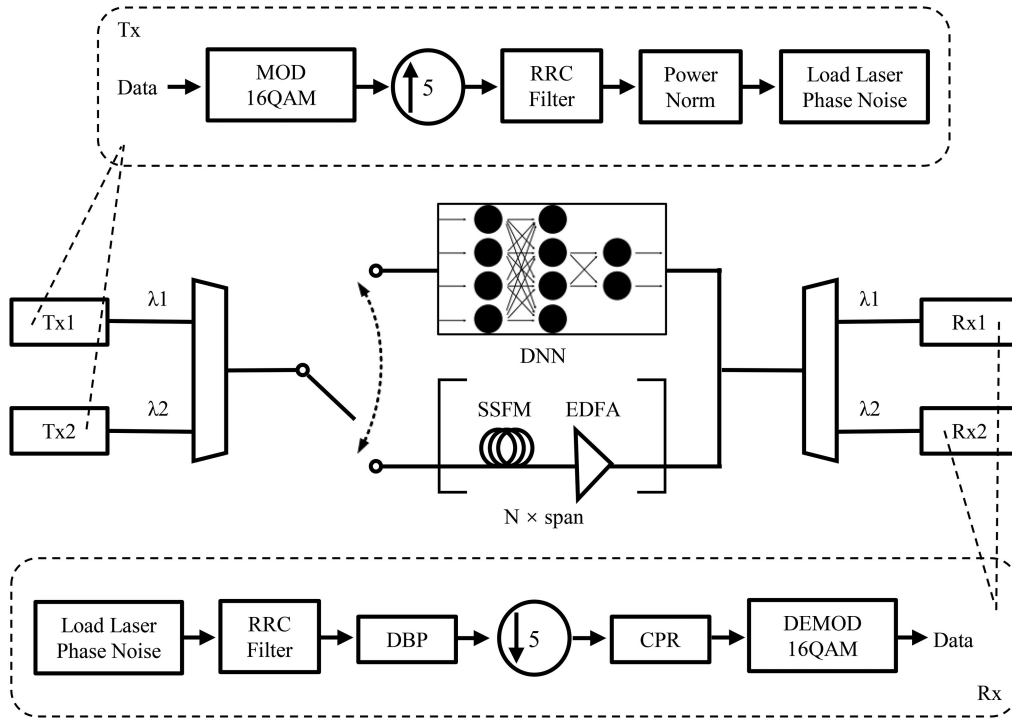 Tx
Data
MOD
16QAM
5
RRC
Filter
Power
Norm
Load Laser
Phase Noise
DNN
Tx1
λ1
λ1
Rx1
Tx2
λ2
λ2
Rx2
SSFM
EDFA
N × span
Load Laser
Phase Noise
RRC
Filter
DBP
5
CPR
DEMOD
16QAM
Data
Rx